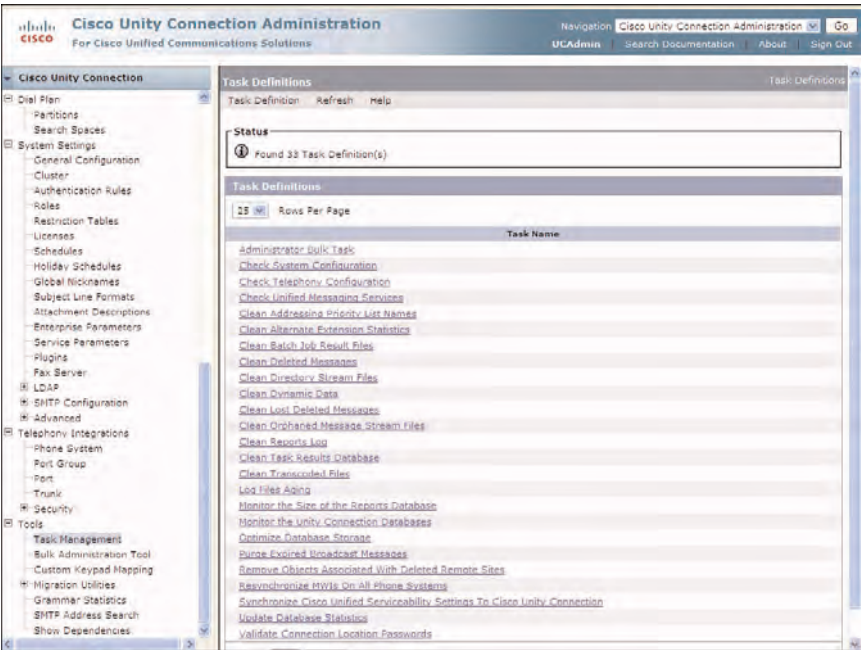 cisco
Cisco Unity Connection Administration
For Cisco Unified Communications Solutions
Navigation Cisco Unity Connection Administration Go
UCAdmin Search Documentation About Sign Out
Cisco Unity Connection
Dial Plan
Partitions
Search Spaces
System Settings
General Configuration
Cluster
Authentication Rules
Roles
Restriction Tables
Licenses
Schedules
Holiday Schedules
Global Nicknames
Subject Line Formats
Attachment Descriptions
Enterprise Parameters
Service Parameters
Plugins
Fax Server
LDAP
SMTP Configuration
Advanced
Telephony Integrations
Phone System
Port Group
Port
Trunk
Security
Tools
Task Management
Bulk Administration Tool
Custom Keypad Mapping
Migration Utilities
Grammar Statistics
SMTP Address Search
Show Dependencies
Task Definitions
Task Definitions
Task Definition Refresh Help
Status
Found 33 Task Definition(s)
Task Definitions
25 Rows Per Page
Task Name
Administrator Bulk Task
Check System Configuration
Check Telephony Configuration
Check Unified Messaging Services
Clean Addressing Priority List Names
Clean Alternate Extension Statistics
Clean Batch Job Result Files
Clean Deleted Messages
Clean Directory Stream Files
Clean Dynamic Data
Clean Lost Deleted Messages
Clean Orphaned Message Stream Files
Clean Reports Log
Clean Task Results Database
Clean Transcoded Files
Log Files Aging
Monitor the Size of the Reports Database
Monitor the Unity Connection Databases
Optimize Database Storage
Purge Expired Broadcast Messages
Remove Objects Associated With Deleted Remote Sites
Resynchronize MWIs On All Phone Systems
Synchronize Cisco Unified Serviceability Settings To Cisco Unity Connection
Update Database Statistics
Validate Connection Location Passwords